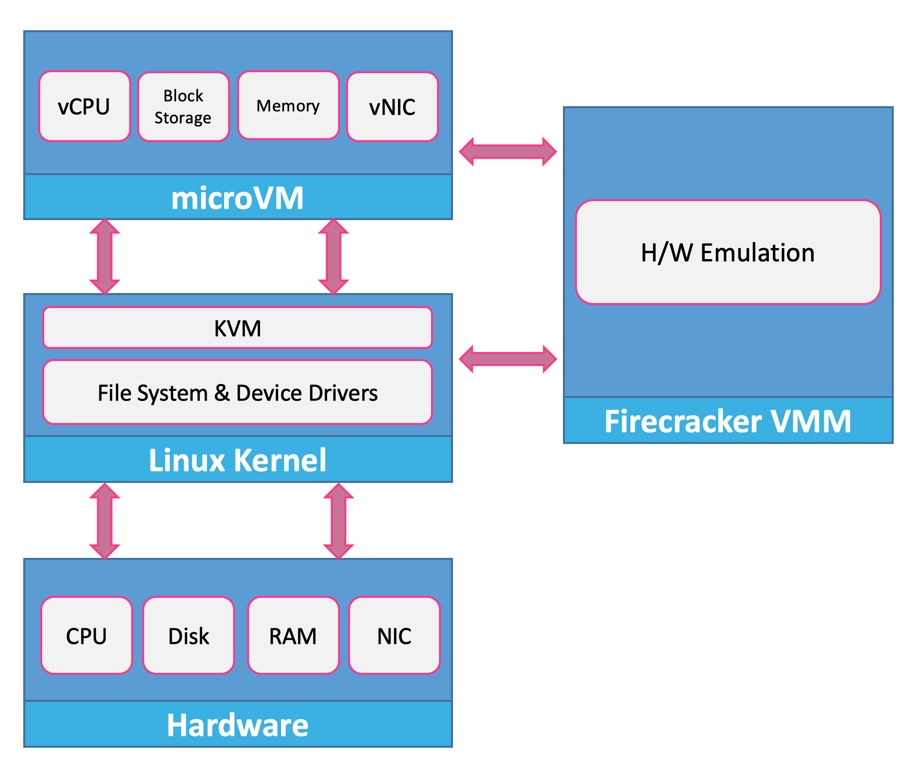 vCPU
Block
Storage
Memory
vNIC
microVM
H/W Emulation
Firecracker VMM
KVM
File System & Device Drivers
Linux Kernel
CPU
Disk
RAM
NIC
Hardware